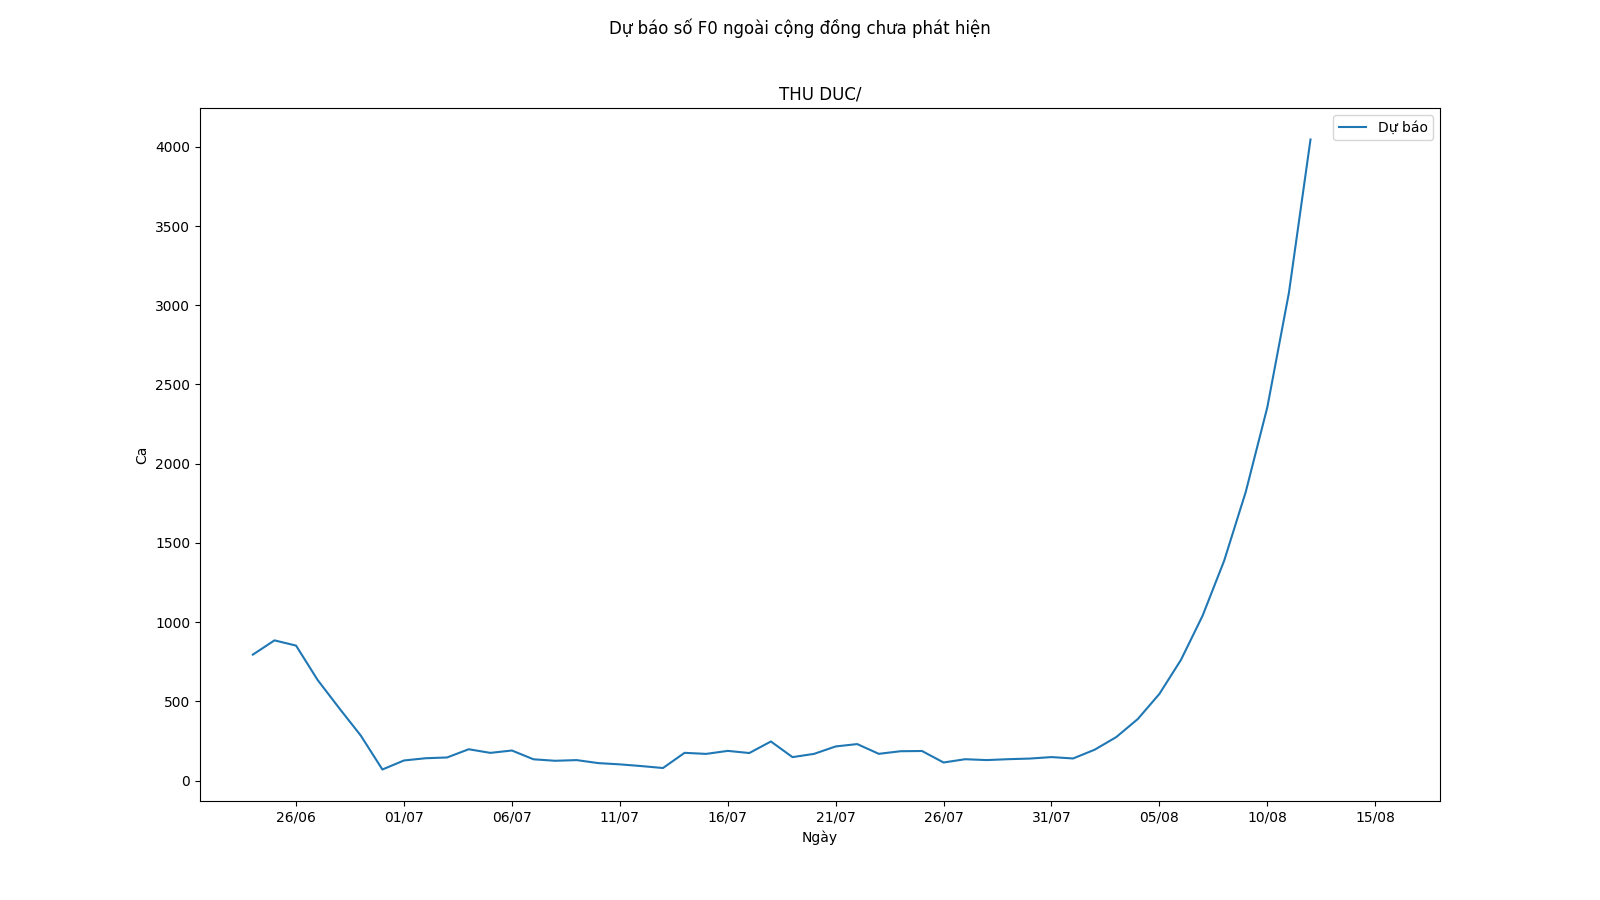 Dự báo số F0 ngoài cộng đồng chưa phát hiện
THU DUC/
Dự báo
4000
3500
3000
2500
2000
1500
1000
500
0
Ca
26/06 01/07 06/07 11/07 16/07 21/07 26/07 31/07 05/08 10/08 15/08
Ngày